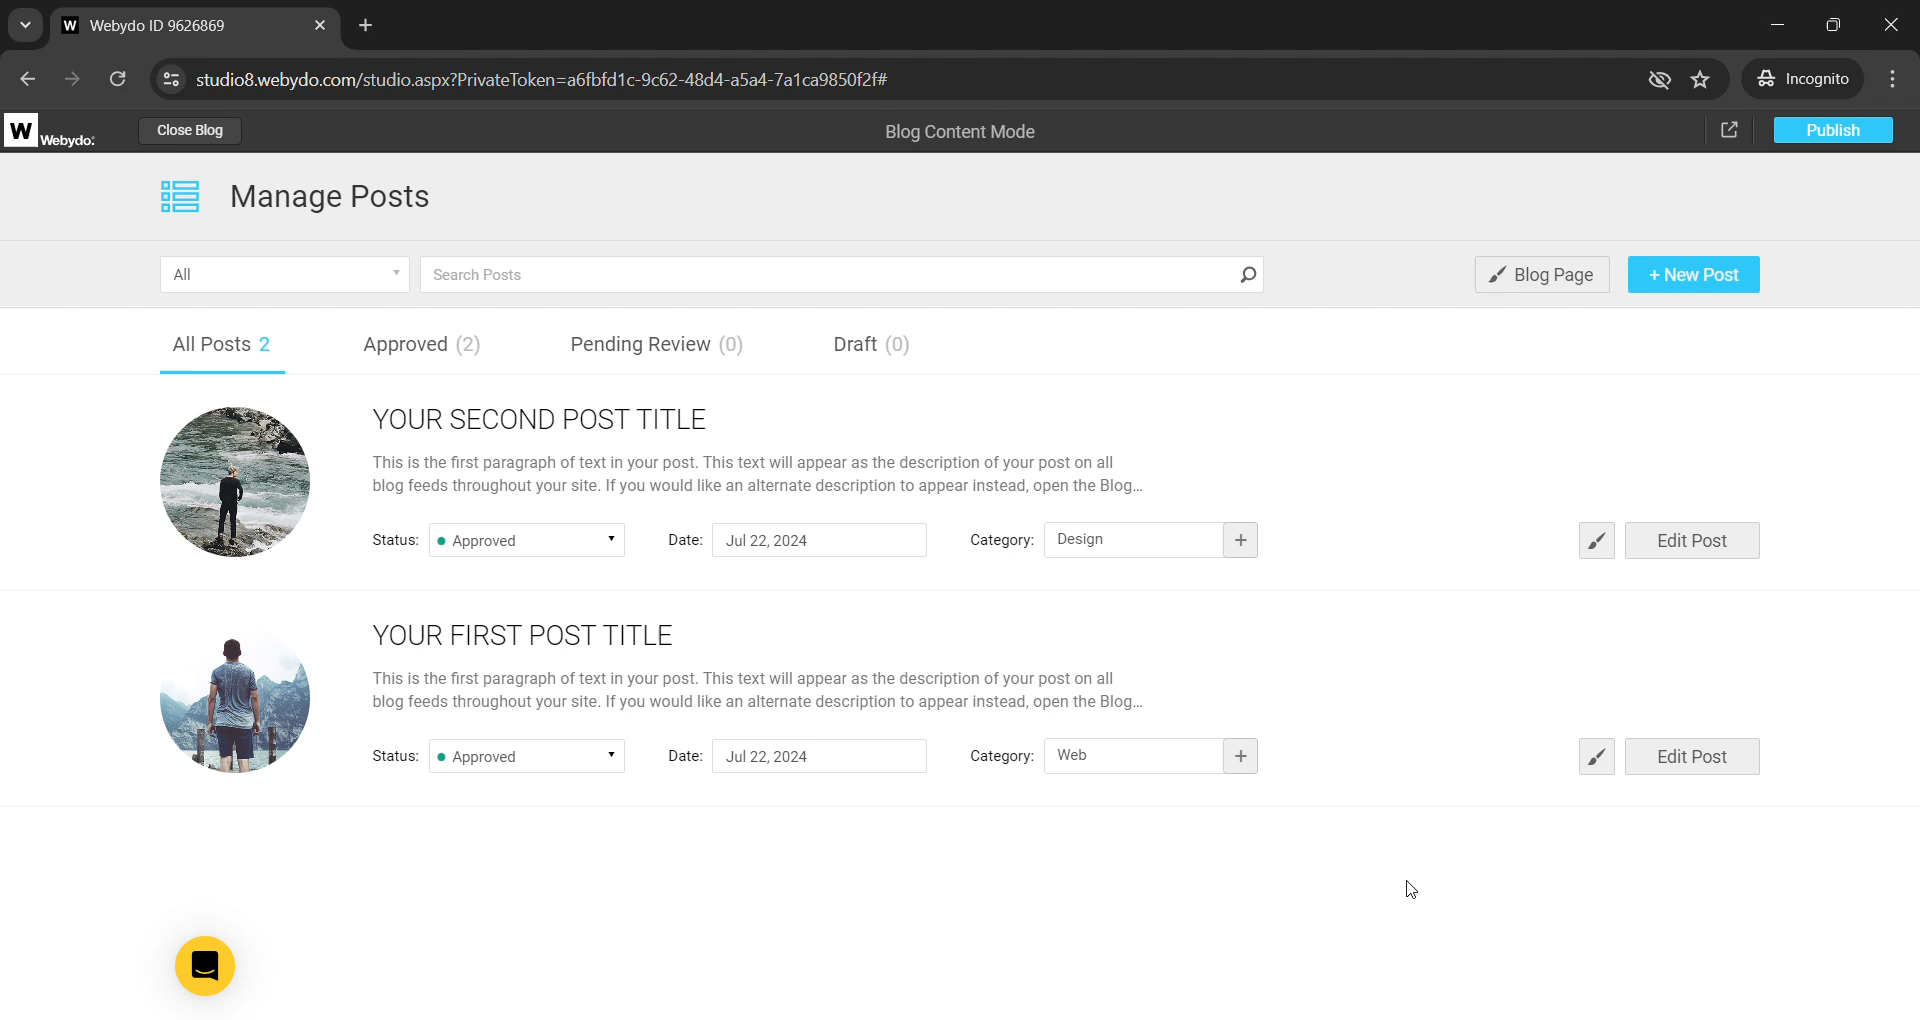 W Webydo ID 9626869
studio8.webydo.com/studio.aspx?PrivateToken=a6fbfd1c-9c62-48d4-a5a4-7a1ca9850f2f#
Incognito
W Webydo.
Close Blog
Blog Content Mode
Publish
Manage Posts
All
Search Posts
Blog Page
+ New Post
All Posts 2
Approved (2)
Pending Review (0)
Draft (0)
YOUR SECOND POST TITLE
This is the first paragraph of text in your post. This text will appear as the description of your post on all
blog feeds throughout your site. If you would like an alternate description to appear instead, open the Blog...
Status: Approved Date: Jul 22, 2024 Category: Design +
Edit Post
YOUR FIRST POST TITLE
This is the first paragraph of text in your post. This text will appear as the description of your post on all
blog feeds throughout your site. If you would like an alternate description to appear instead, open the Blog...
Status: Approved Date: Jul 22, 2024 Category: Web +
Edit Post